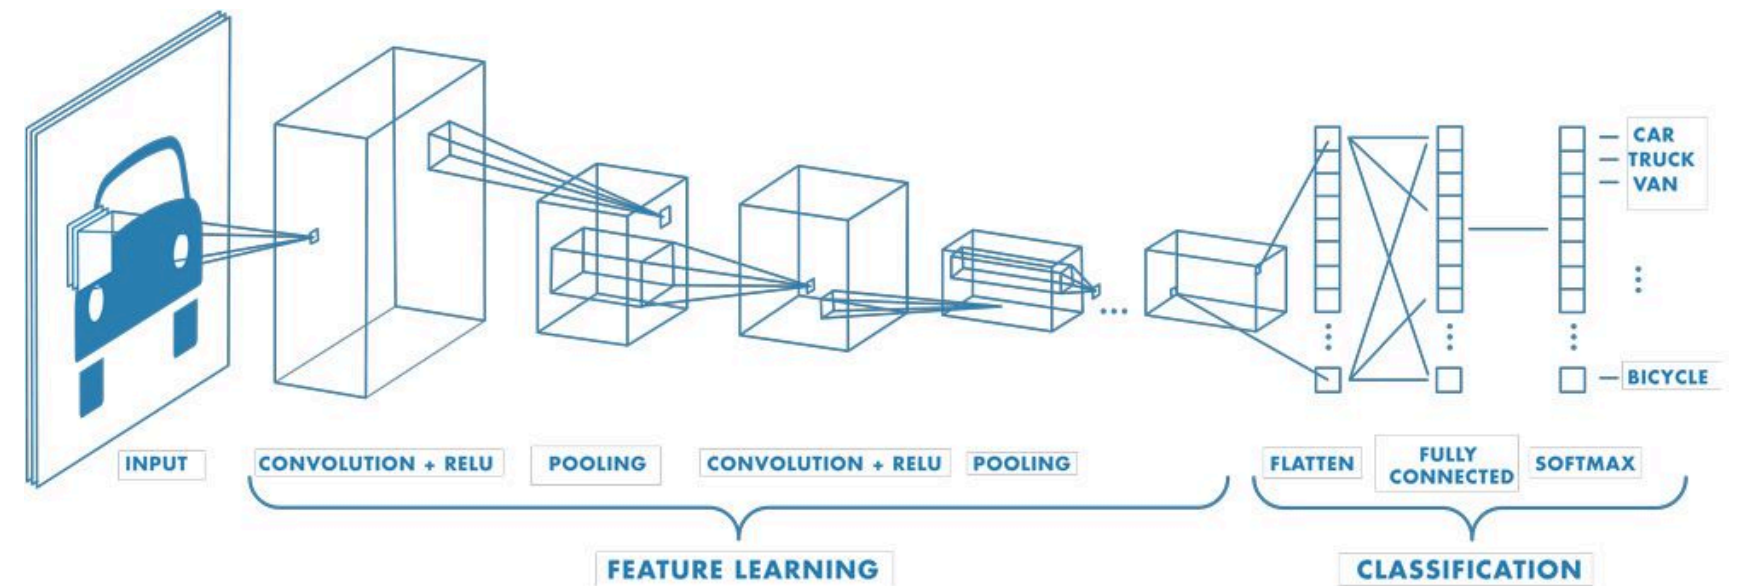 CAR
TRUCK
VAN
BICYCLE
INPUT
CONVOLUTION + RELU
POOLING
CONVOLUTION + RELU
POOLING
FLATTEN
FULLY
CONNECTED
SOFTMAX
FEATURE LEARNING
CLASSIFICATION